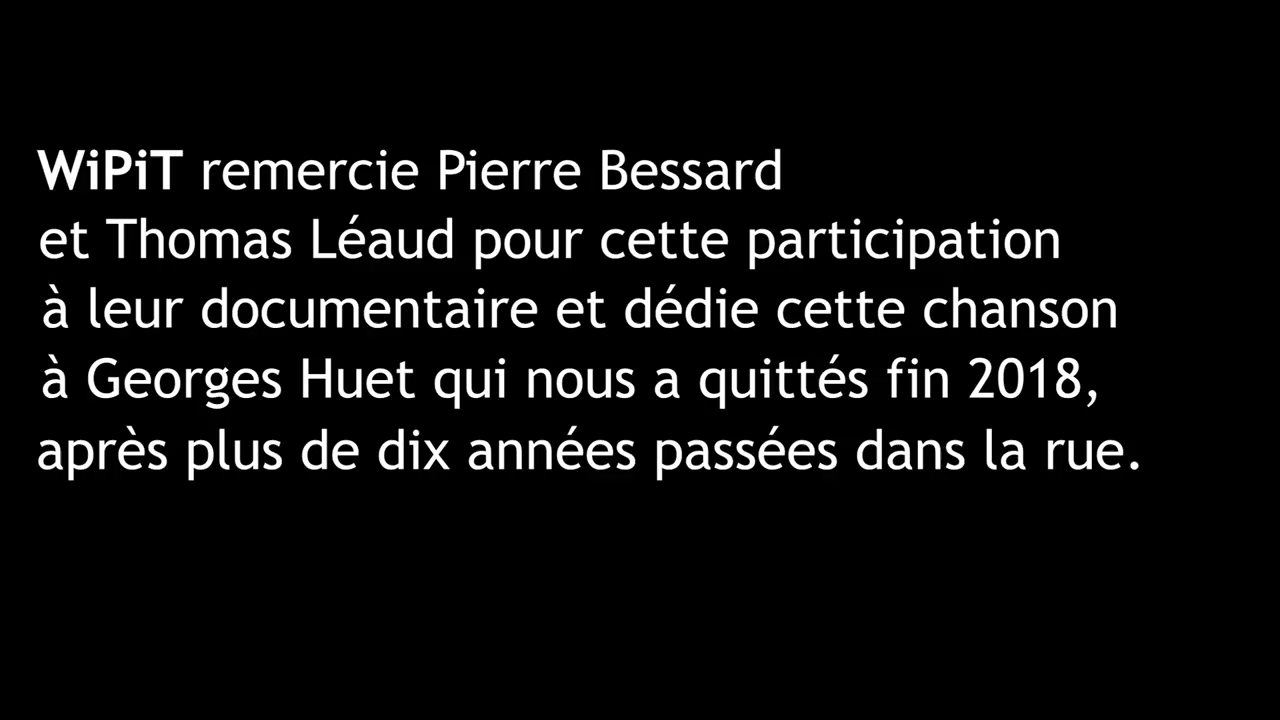 WiPiT remercie Pierre Bessard
et Thomas Léaud pour cette participation
à leur documentaire et dédie cette chanson
à Georges Huet qui nous a quittés fin 2018,
après plus de dix années passées dans la rue.